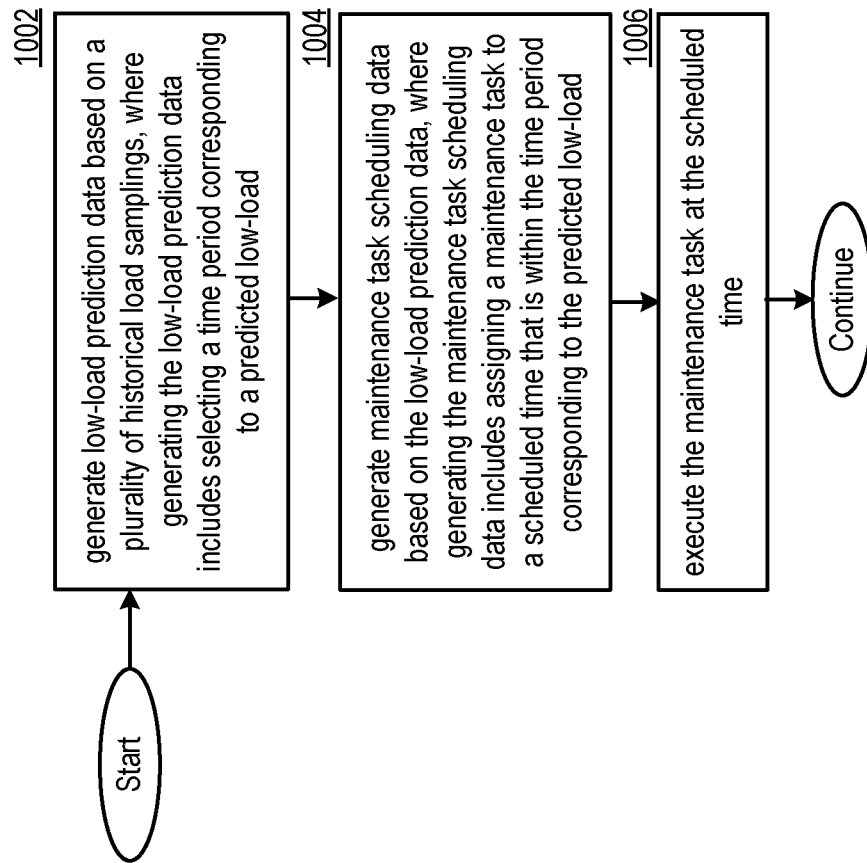 Start
1002
generate low-load prediction data based on a
plurality of historical load samplings, where
generating the low-load prediction data
includes selecting a time period corresponding
to a predicted low-load
1004
generate maintenance task scheduling data
based on the low-load prediction data, where
generating the maintenance task scheduling
data includes assigning a maintenance task to
a scheduled time that is within the time period
corresponding to the predicted low-load
1006
execute the maintenance task at the scheduled
time
Continue